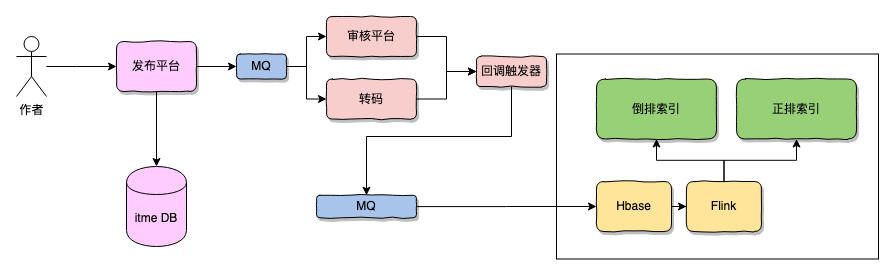 作者
发布平台
itme DB
MQ
审核平台
转码
回调触发器
MQ
Hbase
Flink
倒排索引
正排索引